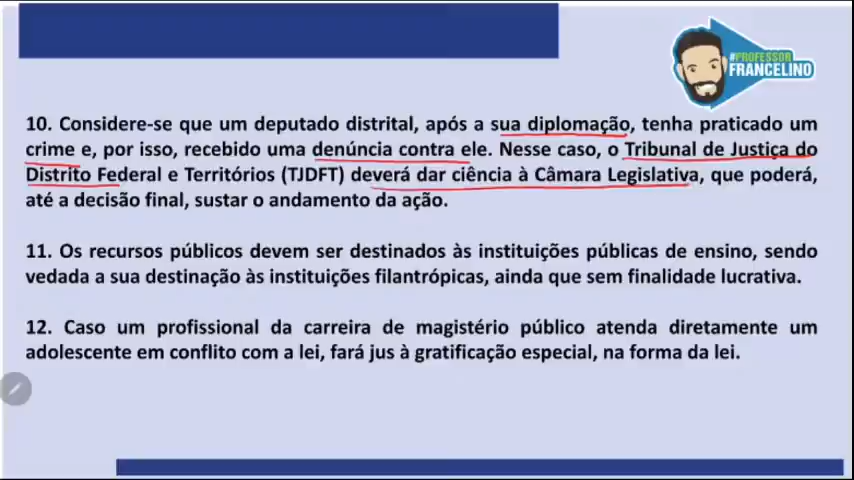 #PROFESSOR
FRANCELINO
10. Considere-se que um deputado distrital, após a sua diplomação, tenha praticado um
crime e, por isso, recebido uma denúncia contra ele. Nesse caso, o Tribunal de Justiça do
Distrito Federal e Territórios (TJDFT) deverá dar ciência à Câmara Legislativa, que poderá,
até a decisão final, sustar o andamento da ação.
11. Os recursos públicos devem ser destinados às instituições públicas de ensino, sendo
vedada a sua destinação às instituições filantrópicas, ainda que sem finalidade lucrativa.
12. Caso um profissional da carreira de magistério público atenda diretamente um
adolescente em conflito com a lei, fará jus à gratificação especial, na forma da lei.